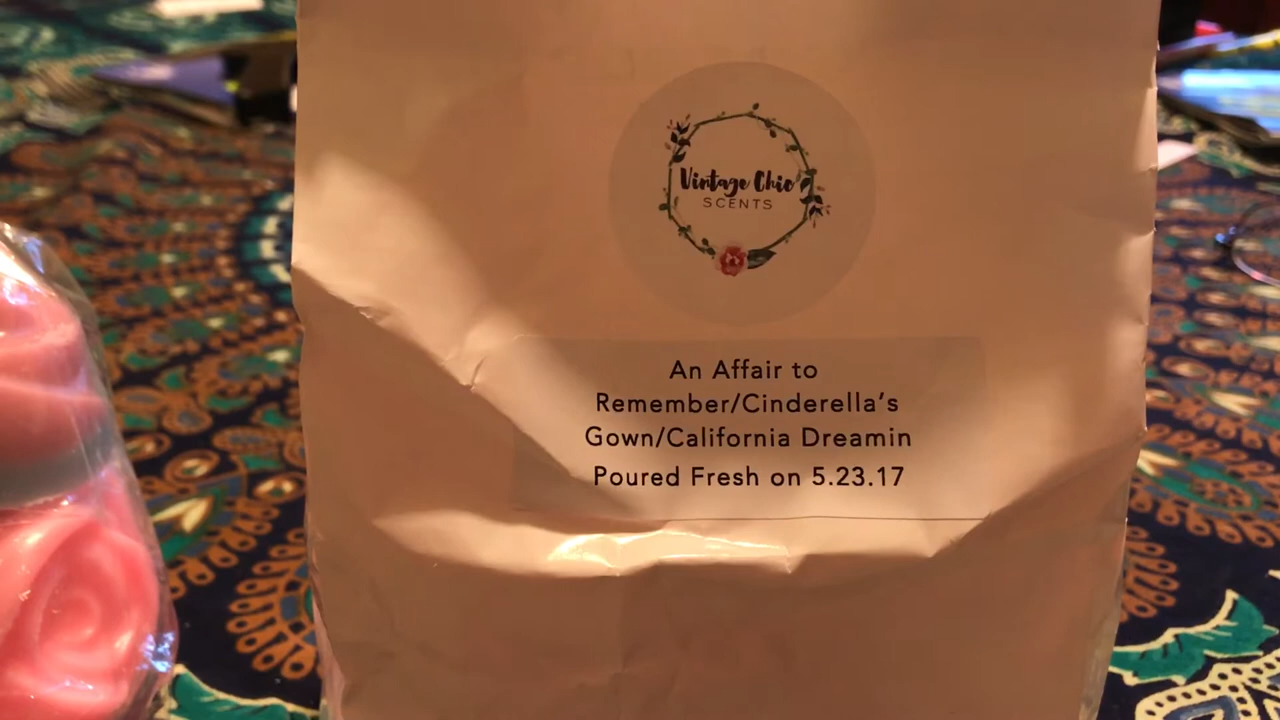 Vintage Chic
SCENTS
An Affair to
Remember/Cinderella's
Gown/California Dreamin
Poured Fresh on 5.23.17